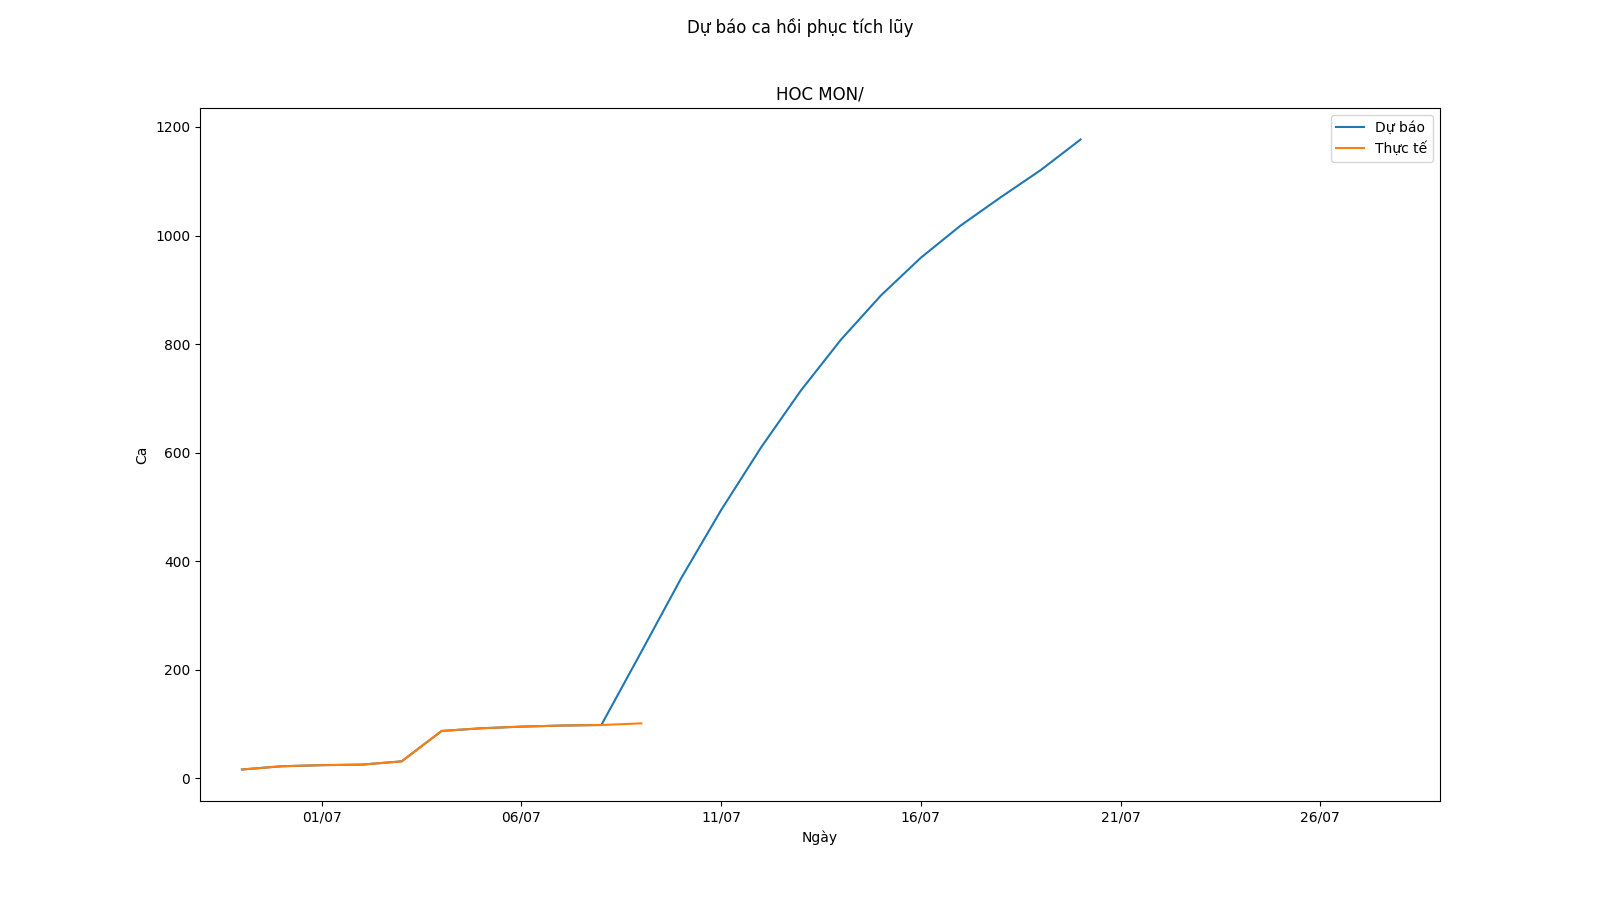 Dự báo ca hồi phục tích lũy
HOC MON/
Dự báo
Thực tế
1200
1000
800
600
400
200
0
Ca
01/07
06/07
11/07
16/07
21/07
26/07
Ngày